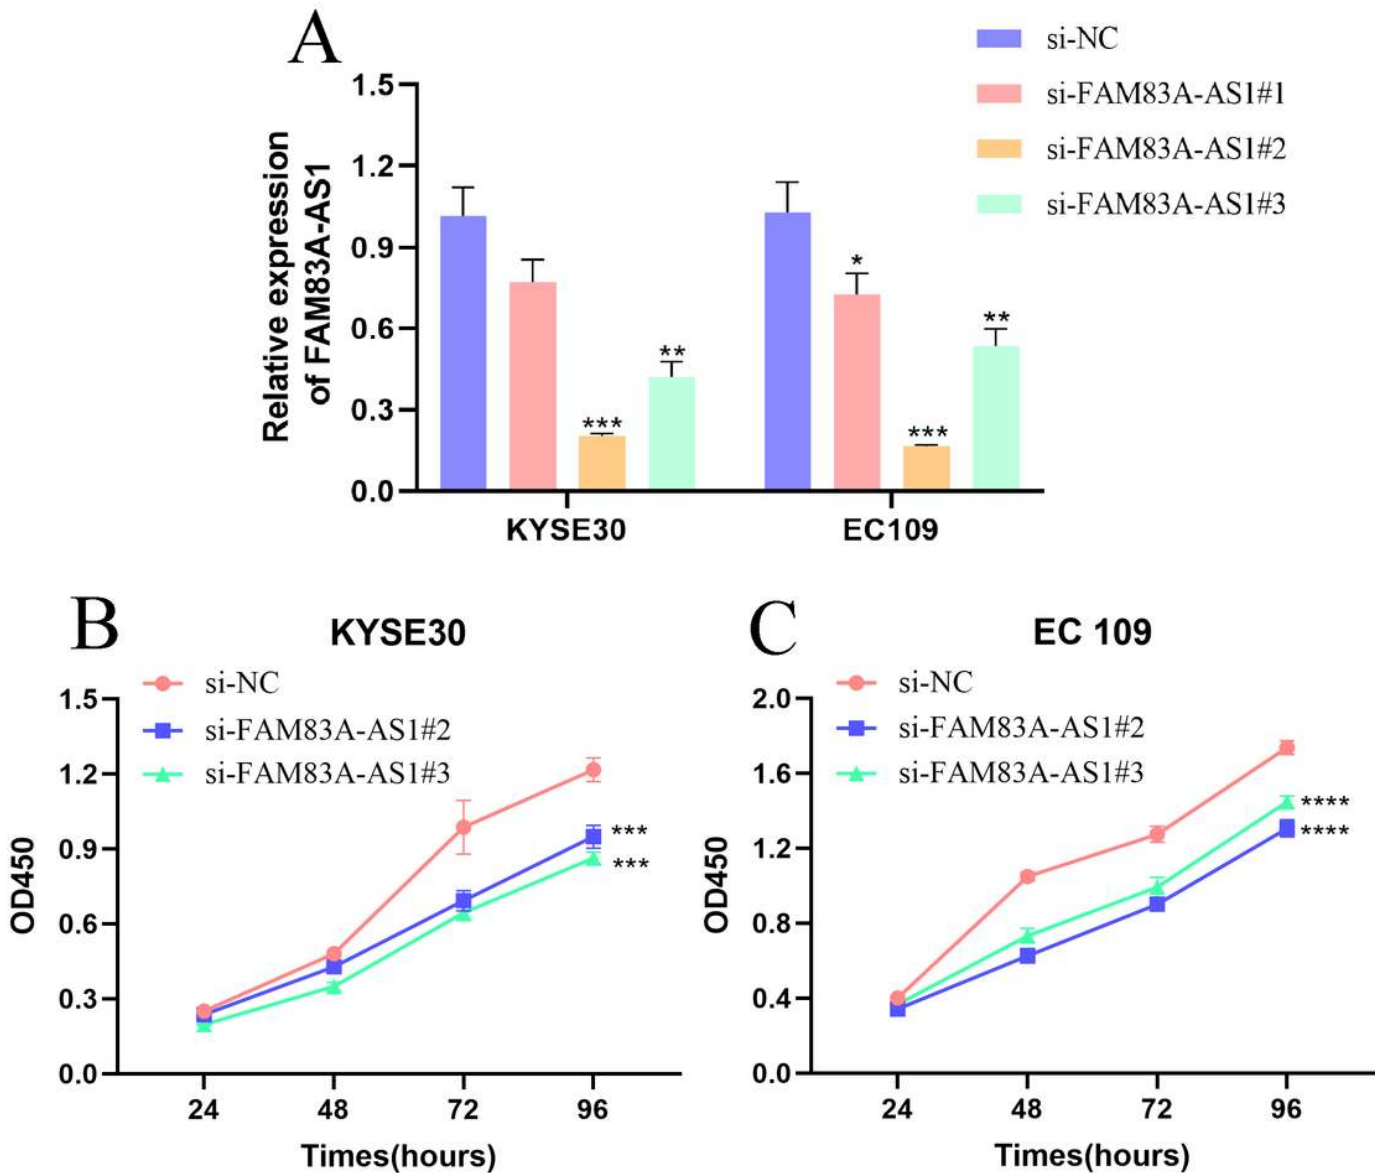 A
si-NC
si-FAM83A-AS1#1
si-FAM83A-AS1#2
si-FAM83A-AS1#3
Relative expression
of FAM83A-AS1
1.5
1.2
0.9
0.6
0.3
0.0
*
**
**
***
***
KYSE30
EC109
B
KYSE30
si-NC
si-FAM83A-AS1#2
si-FAM83A-AS1#3
OD450
1.5
1.2
0.9
0.6
0.3
0.0
***
***
24
48
72
96
Times(hours)
C
EC 109
si-NC
si-FAM83A-AS1#2
si-FAM83A-AS1#3
OD450
2.0
1.6
1.2
0.8
0.4
0.0
****
****
24
48
72
96
Times(hours)